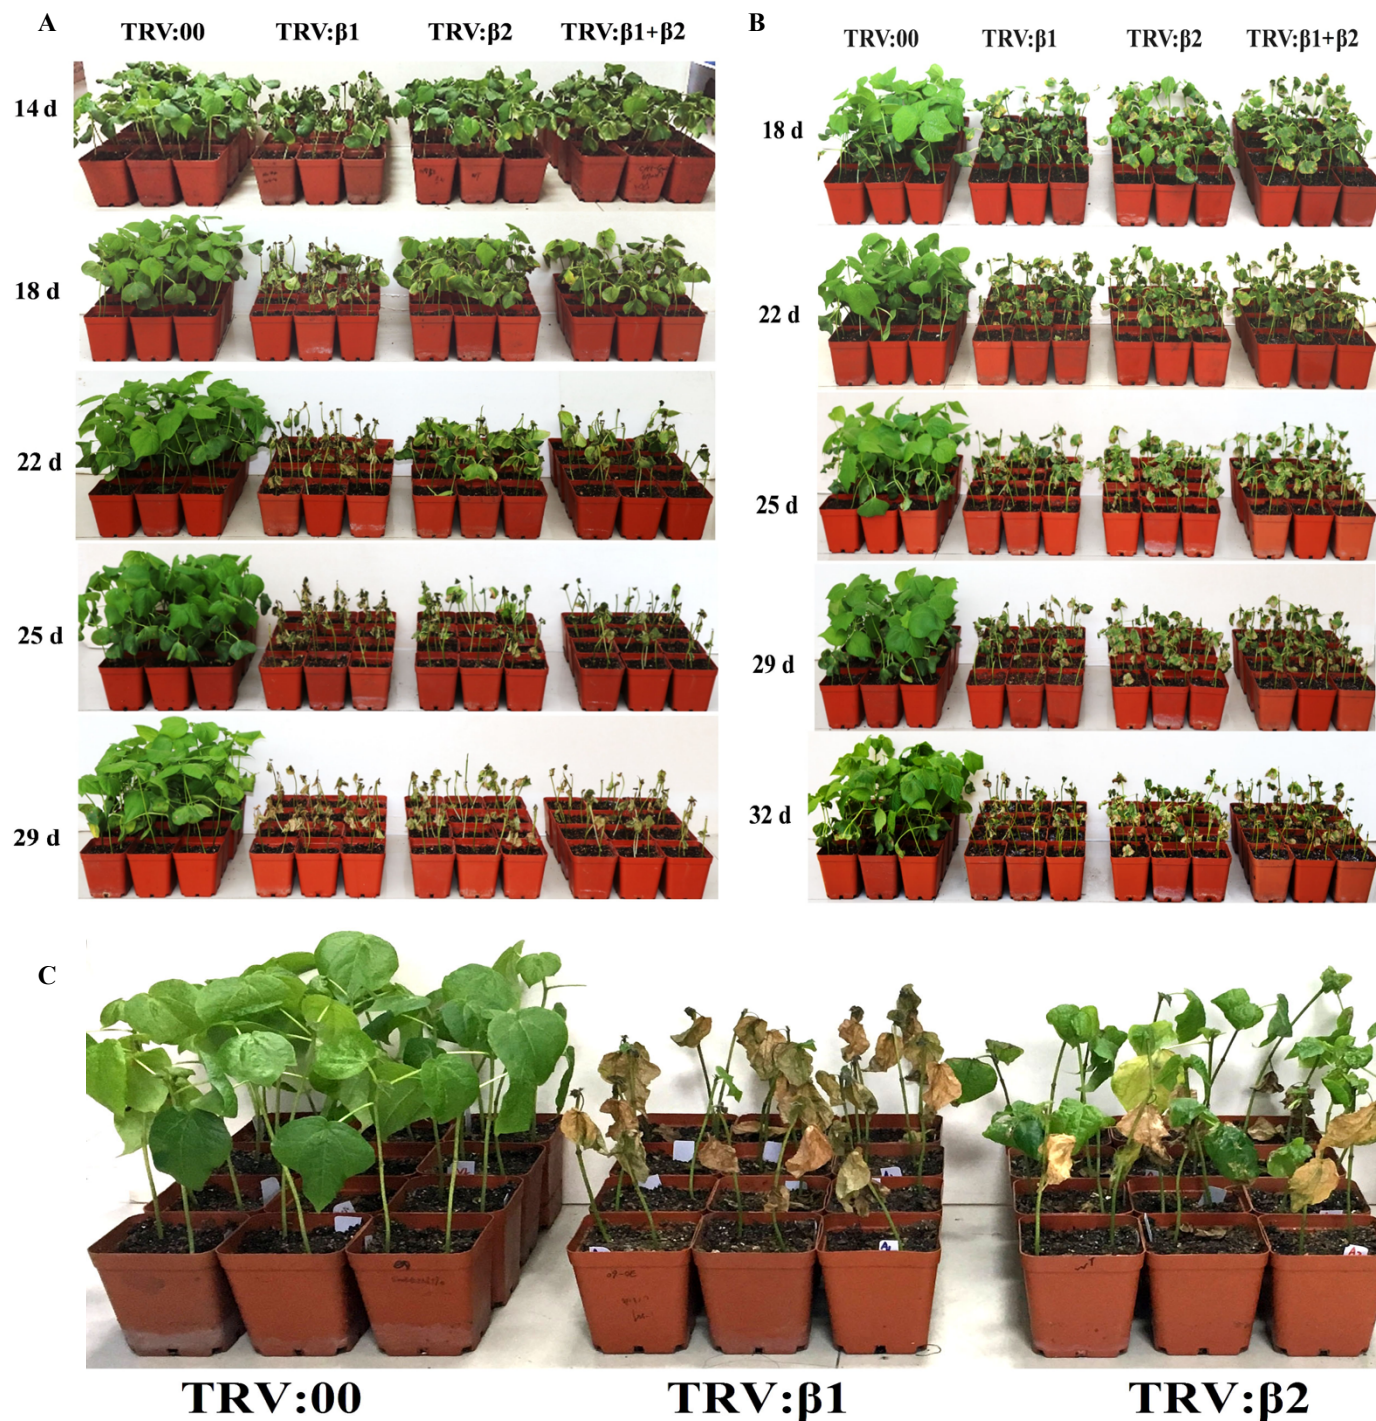 A
TRV:00 TRV:β1 TRV:β2 TRV:β1+β2
14 d
18 d
22 d
25 d
29 d
B
TRV:00 TRV:β1 TRV:β2 TRV:β1+β2
18 d
22 d
25 d
29 d
32 d
C
TRV:00 TRV:β1 TRV:β2